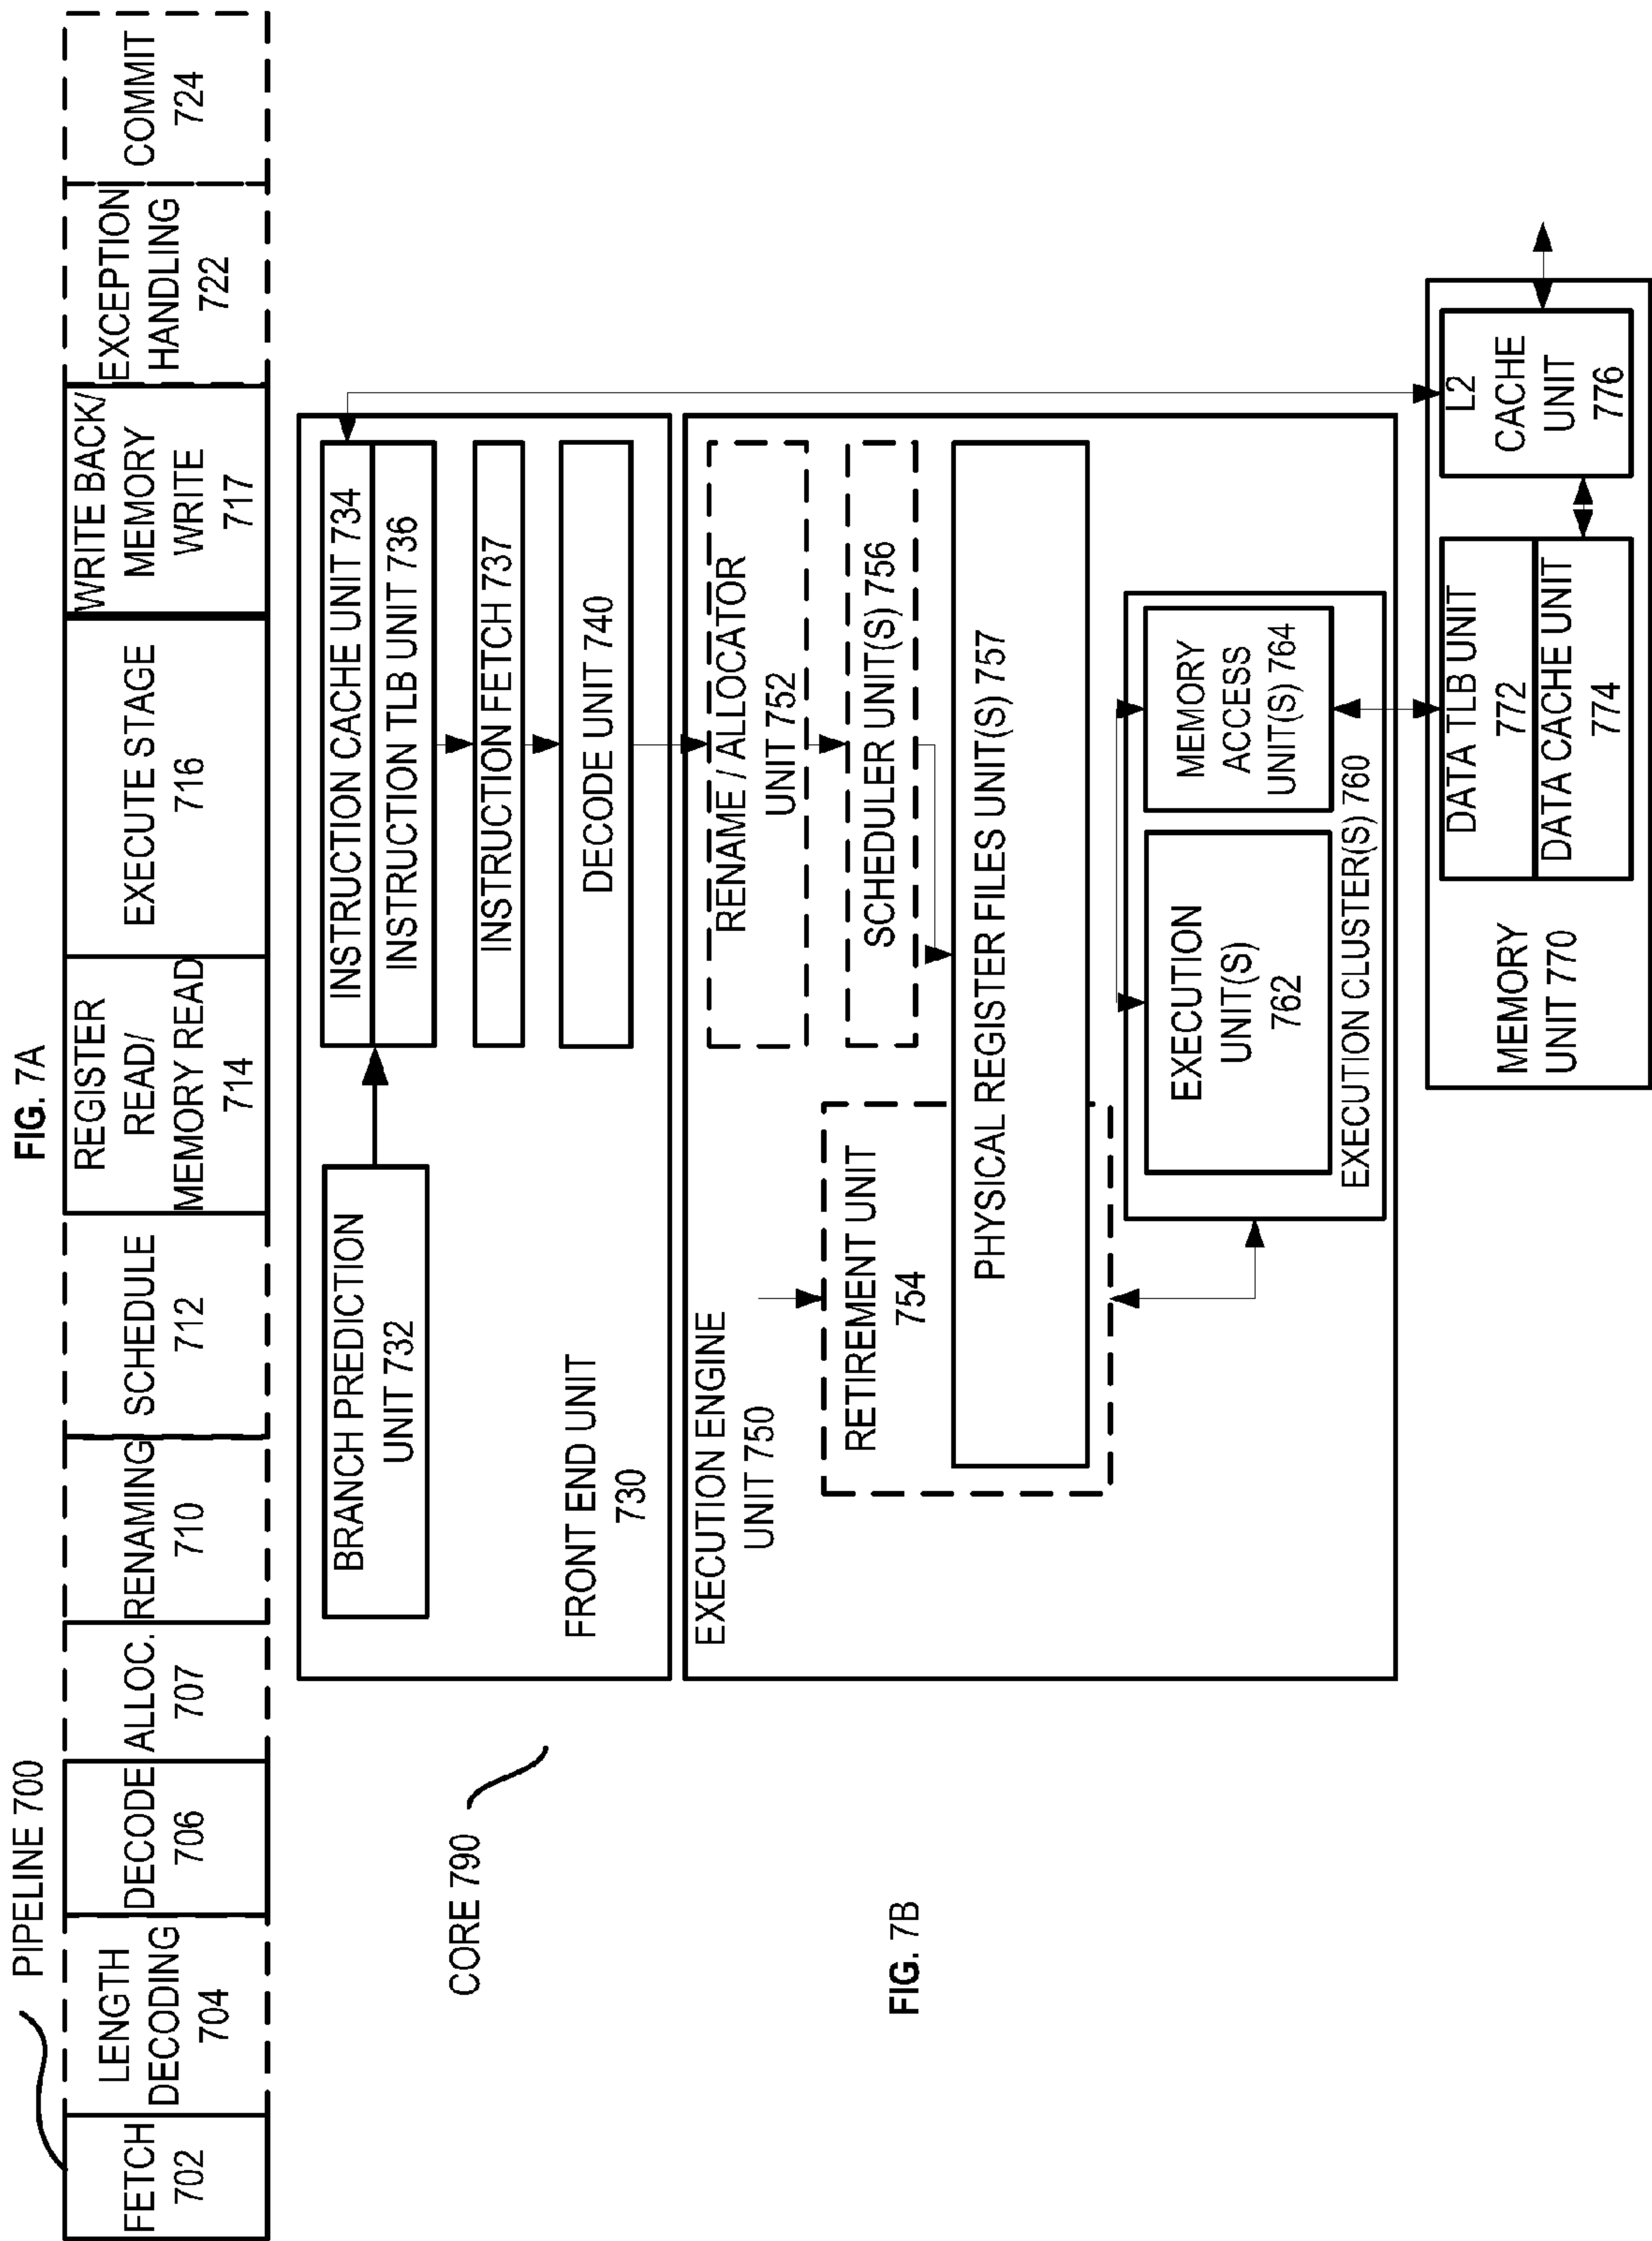 FIG. 7A
PIPELINE 700
FETCH
702
LENGTH
DECODING
704
DECODE
706
ALLOC.
707
RENAMING
710
SCHEDULE
712
REGISTER
READ/
MEMORY READ
714
EXECUTE STAGE
716
WRITE BACK/
MEMORY
WRITE
717
EXCEPTION
HANDLING
722
COMMIT
724
CORE 790
BRANCH PREDICTION
UNIT 732
INSTRUCTION CACHE UNIT 734
INSTRUCTION TLB UNIT 736
INSTRUCTION FETCH 737
DECODE UNIT 740
FRONT END UNIT
730
EXECUTION ENGINE
UNIT 750
RENAME / ALLOCATOR
UNIT 752
SCHEDULER UNIT(S) 756
RETIREMENT UNIT
754
PHYSICAL REGISTER FILES UNIT(S) 757
EXECUTION
UNIT(S)
762
MEMORY
ACCESS
UNIT(S) 764
EXECUTION CLUSTER(S) 760
MEMORY
UNIT 770
DATA TLB UNIT
772
DATA CACHE UNIT
774
L2
CACHE
UNIT
776
FIG. 7B